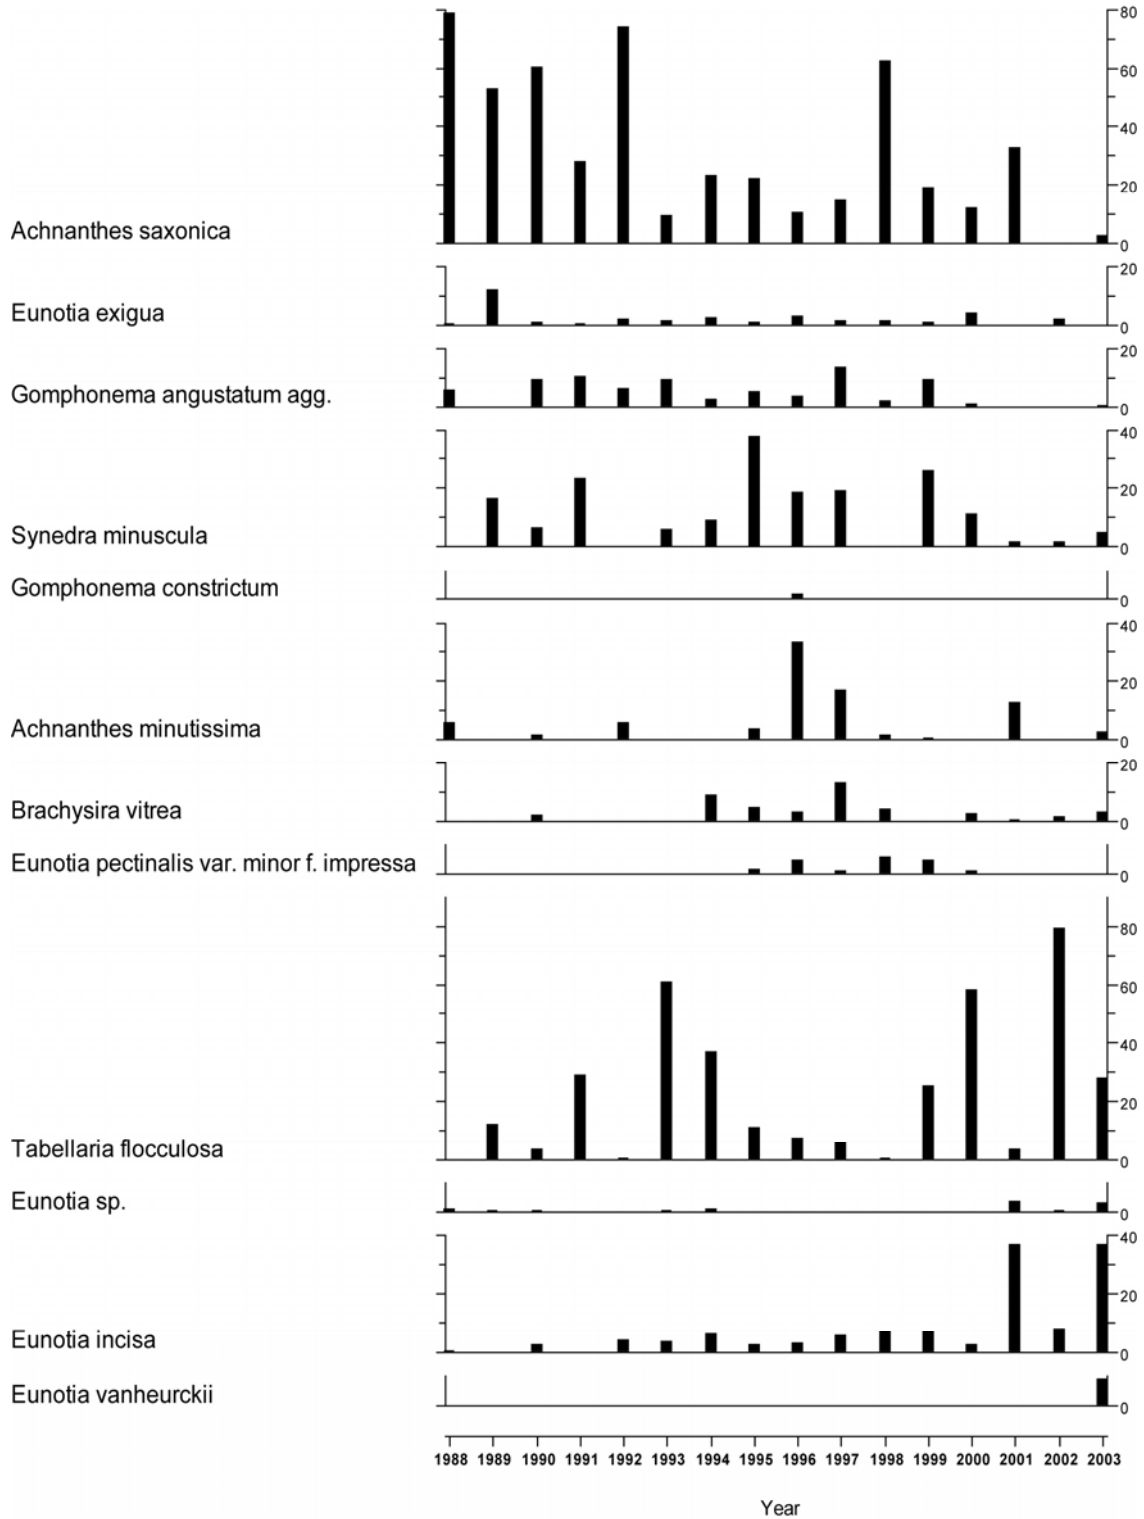 80
60
40
20
Achnanthes saxonica
0
20
Eunotia exigua
0
20
Gomphonema angustatum agg.
0
40
20
Synedra minuscula
0
Gomphonema constrictum
0
40
20
Achnanthes minutissima
0
20
Brachysira vitrea
0
Eunotia pectinalis var. minor f. impressa
0
80
60
40
20
Tabellaria flocculosa
0
Eunotia sp.
0
40
20
Eunotia incisa
0
Eunotia vanheurckii
0
1988 1989 1990 1991 1992 1993 1994 1995 1996 1997 1998 1999 2000 2001 2002 2003
Year